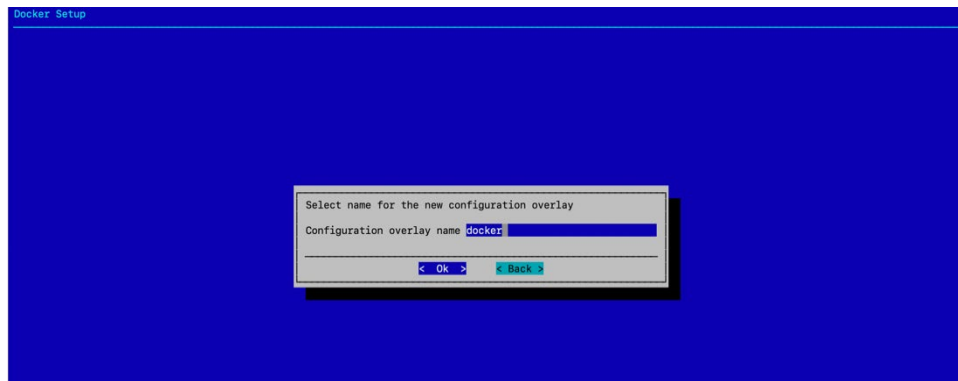 Docker Setup
Select name for the new configuration overlay
Configuration overlay name docker
< Ok > < Back >